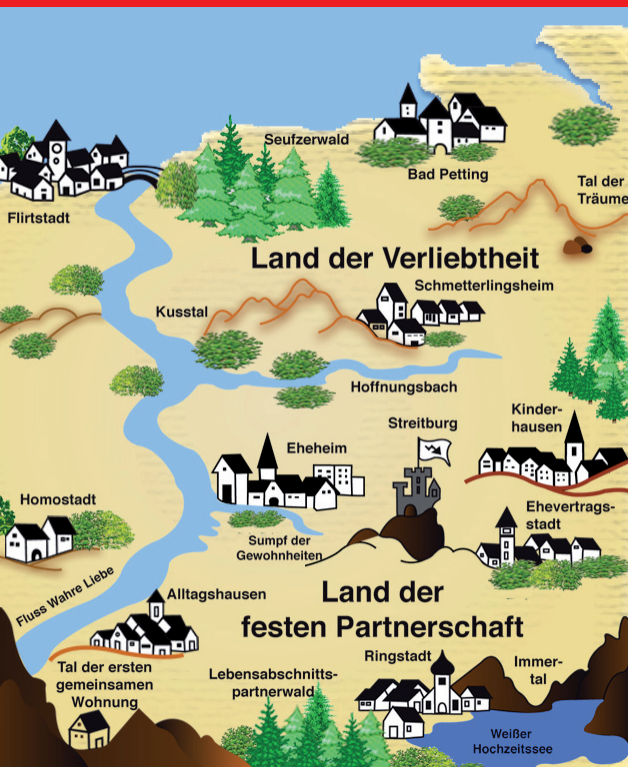 Seufzerwald
Bad Petting
Tal der
Träume
Flirtstadt
Land der Verliebtheit
Schmetterlingsheim
Kusstal
Hoffnungsbach
Kinder-
hausen
Streitburg
Eheheim
Homostadt
Ehevertrags-
stadt
Sumpf der
Gewohnheiten
Fluss Wahre Liebe
Alltagshausen
Land der
festen Partnerschaft
Ringstadt
Immer-
tal
Tal der ersten
gemeinsamen
Wohnung
Lebensabschnitts-
partnerwald
Weißer
Hochzeitssee